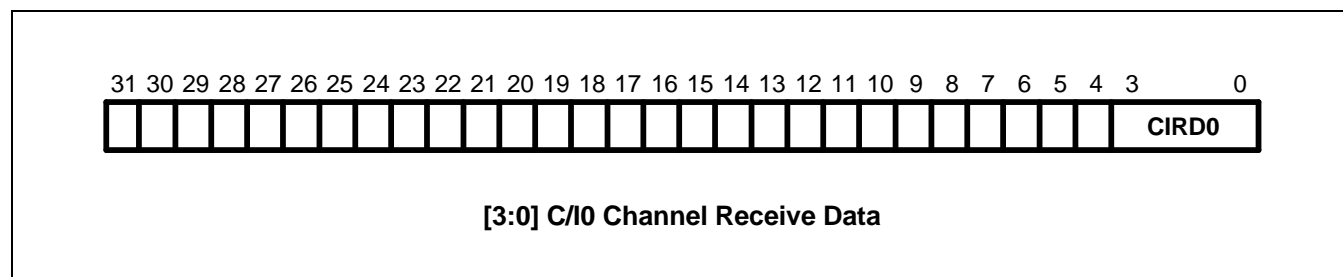 31 30 29 28 27 26 25 24 23 22 21 20 19 18 17 16 15 14 13 12 11 10 9 8 7 6 5 4 3 0
CIRD0
[3:0] C/I0 Channel Receive Data